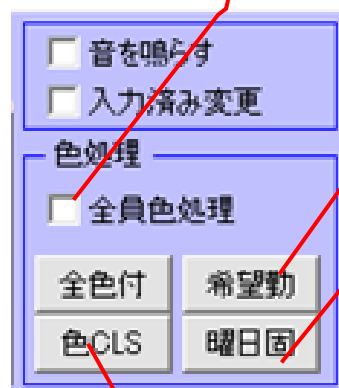 音を鳴らす
入力済み変更
色処理
全員色処理
全色付 希望勤
色CLS 曜日固